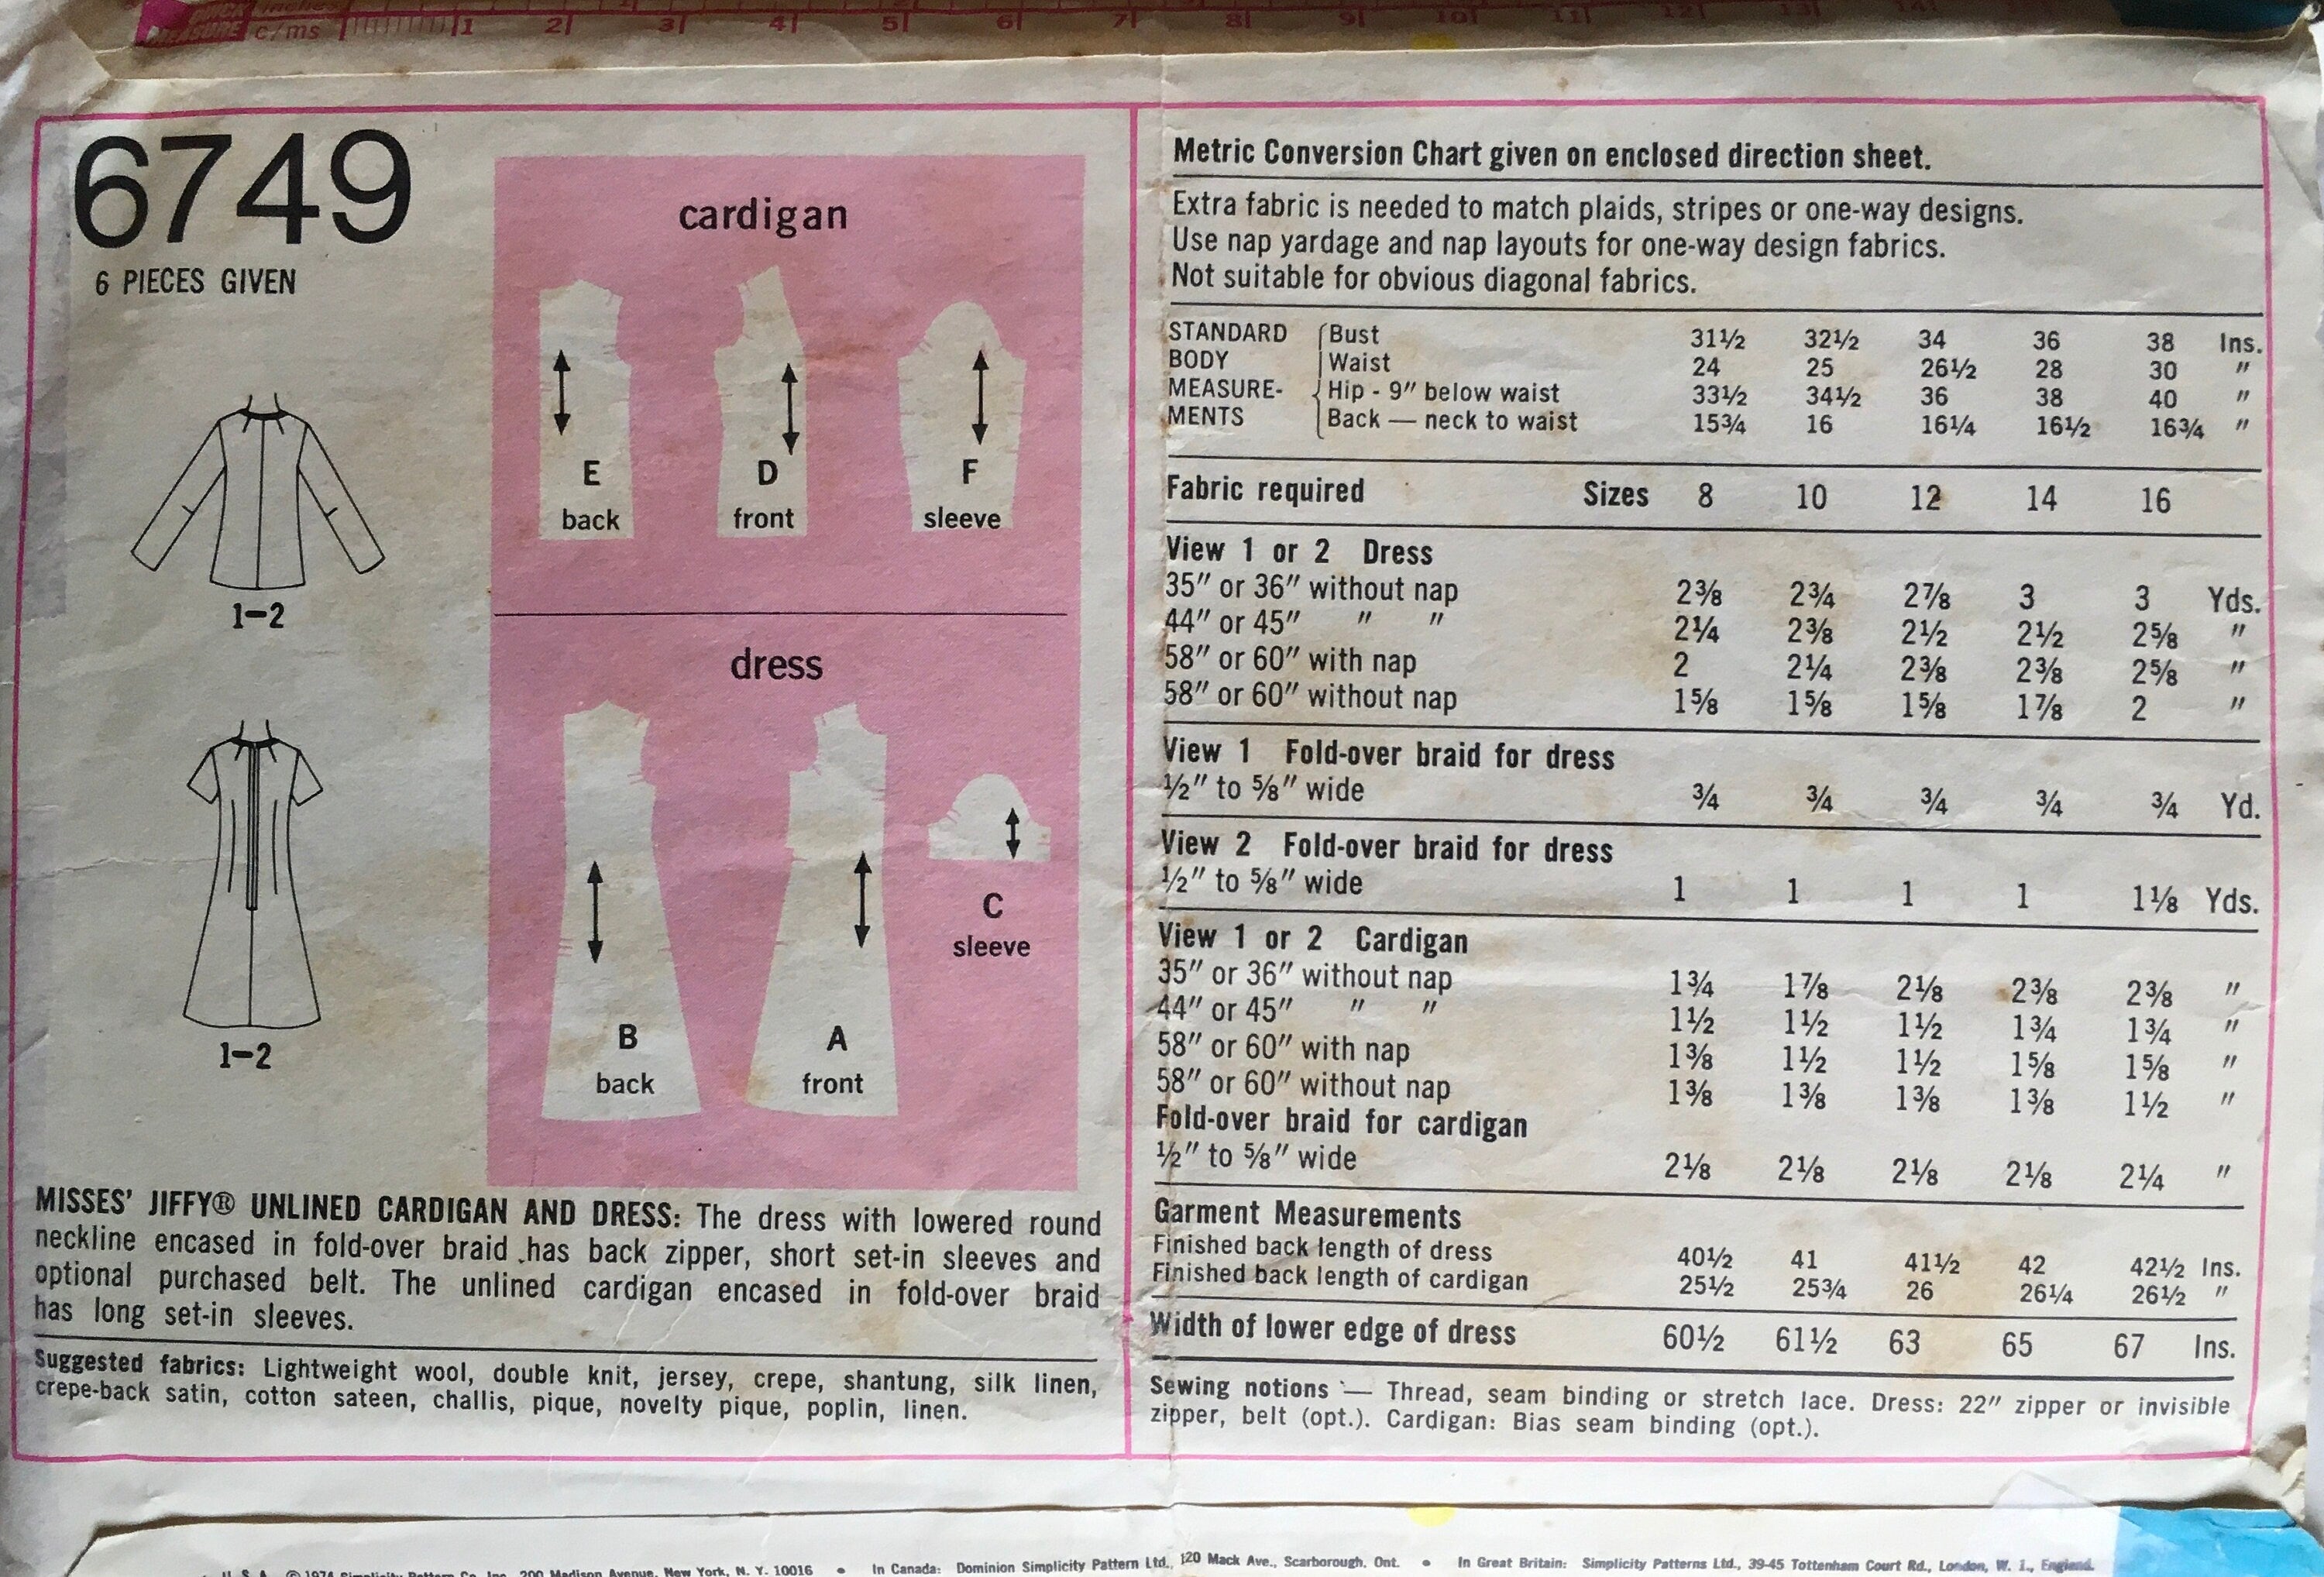 inches
MEASURE c/ms 1 2 3 4 5 6 7 8 9 10 11 12 13 14
6749
6 PIECES GIVEN
1-2
1-2
cardigan
E
back
D
front
F
sleeve
dress
B
back
A
front
C
sleeve
MISSES' JIFFY® UNLINED CARDIGAN AND DRESS: The dress with lowered round
neckline encased in fold-over braid has back zipper, short set-in sleeves and
optional purchased belt. The unlined cardigan encased in fold-over braid
has long set-in sleeves.
Suggested fabrics: Lightweight wool, double knit, jersey, crepe, shantung, silk linen,
crepe-back satin, cotton sateen, challis, pique, novelty pique, poplin, linen.
Metric Conversion Chart given on enclosed direction sheet.
Extra fabric is needed to match plaids, stripes or one-way designs.
Use nap yardage and nap layouts for one-way design fabrics.
Not suitable for obvious diagonal fabrics.
STANDARD Bust 31½ 32½ 34 36 38 Ins.
BODY Waist 24 25 26½ 28 30 "
MEASURE- Hip - 9" below waist 33½ 34½ 36 38 40 "
MENTS Back — neck to waist 15¾ 16 16¼ 16½ 16¾ "
Fabric required Sizes 8 10 12 14 16
View 1 or 2 Dress
35" or 36" without nap 2⅜ 2¾ 2⅞ 3 3 Yds.
44" or 45" " " 2¼ 2⅜ 2½ 2½ 2⅝ "
58" or 60" with nap 2 2¼ 2⅜ 2⅜ 2⅝ "
58" or 60" without nap 1⅝ 1⅝ 1⅝ 1⅞ 2 "
View 1 Fold-over braid for dress
½" to ⅝" wide ¾ ¾ ¾ ¾ ¾ Yd.
View 2 Fold-over braid for dress
½" to ⅝" wide 1 1 1 1 1⅛ Yds.
View 1 or 2 Cardigan
35" or 36" without nap 1¾ 1⅞ 2⅛ 2⅜ 2⅜ "
44" or 45" " " 1½ 1½ 1½ 1¾ 1¾ "
58" or 60" with nap 1⅜ 1½ 1½ 1⅝ 1⅝ "
58" or 60" without nap 1⅜ 1⅜ 1⅜ 1⅜ 1½ "
Fold-over braid for cardigan
½" to ⅝" wide 2⅛ 2⅛ 2⅛ 2⅛ 2¼ "
Garment Measurements
Finished back length of dress 40½ 41 41½ 42 42½ Ins.
Finished back length of cardigan 25½ 25¾ 26 26¼ 26½ "
Width of lower edge of dress 60½ 61½ 63 65 67 Ins.
Sewing notions — Thread, seam binding or stretch lace. Dress: 22" zipper or invisible
zipper, belt (opt.). Cardigan: Bias seam binding (opt.).
U. S. A. © 1974 Simplicity Pattern Co. Inc. 200 Madison Avenue, New York, N. Y. 10016 • In Canada: Dominion Simplicity Pattern Ltd., 120 Mack Ave., Scarborough, Ont. • In Great Britain: Simplicity Patterns Ltd., 39-45 Tottenham Court Rd., London, W. 1., England.